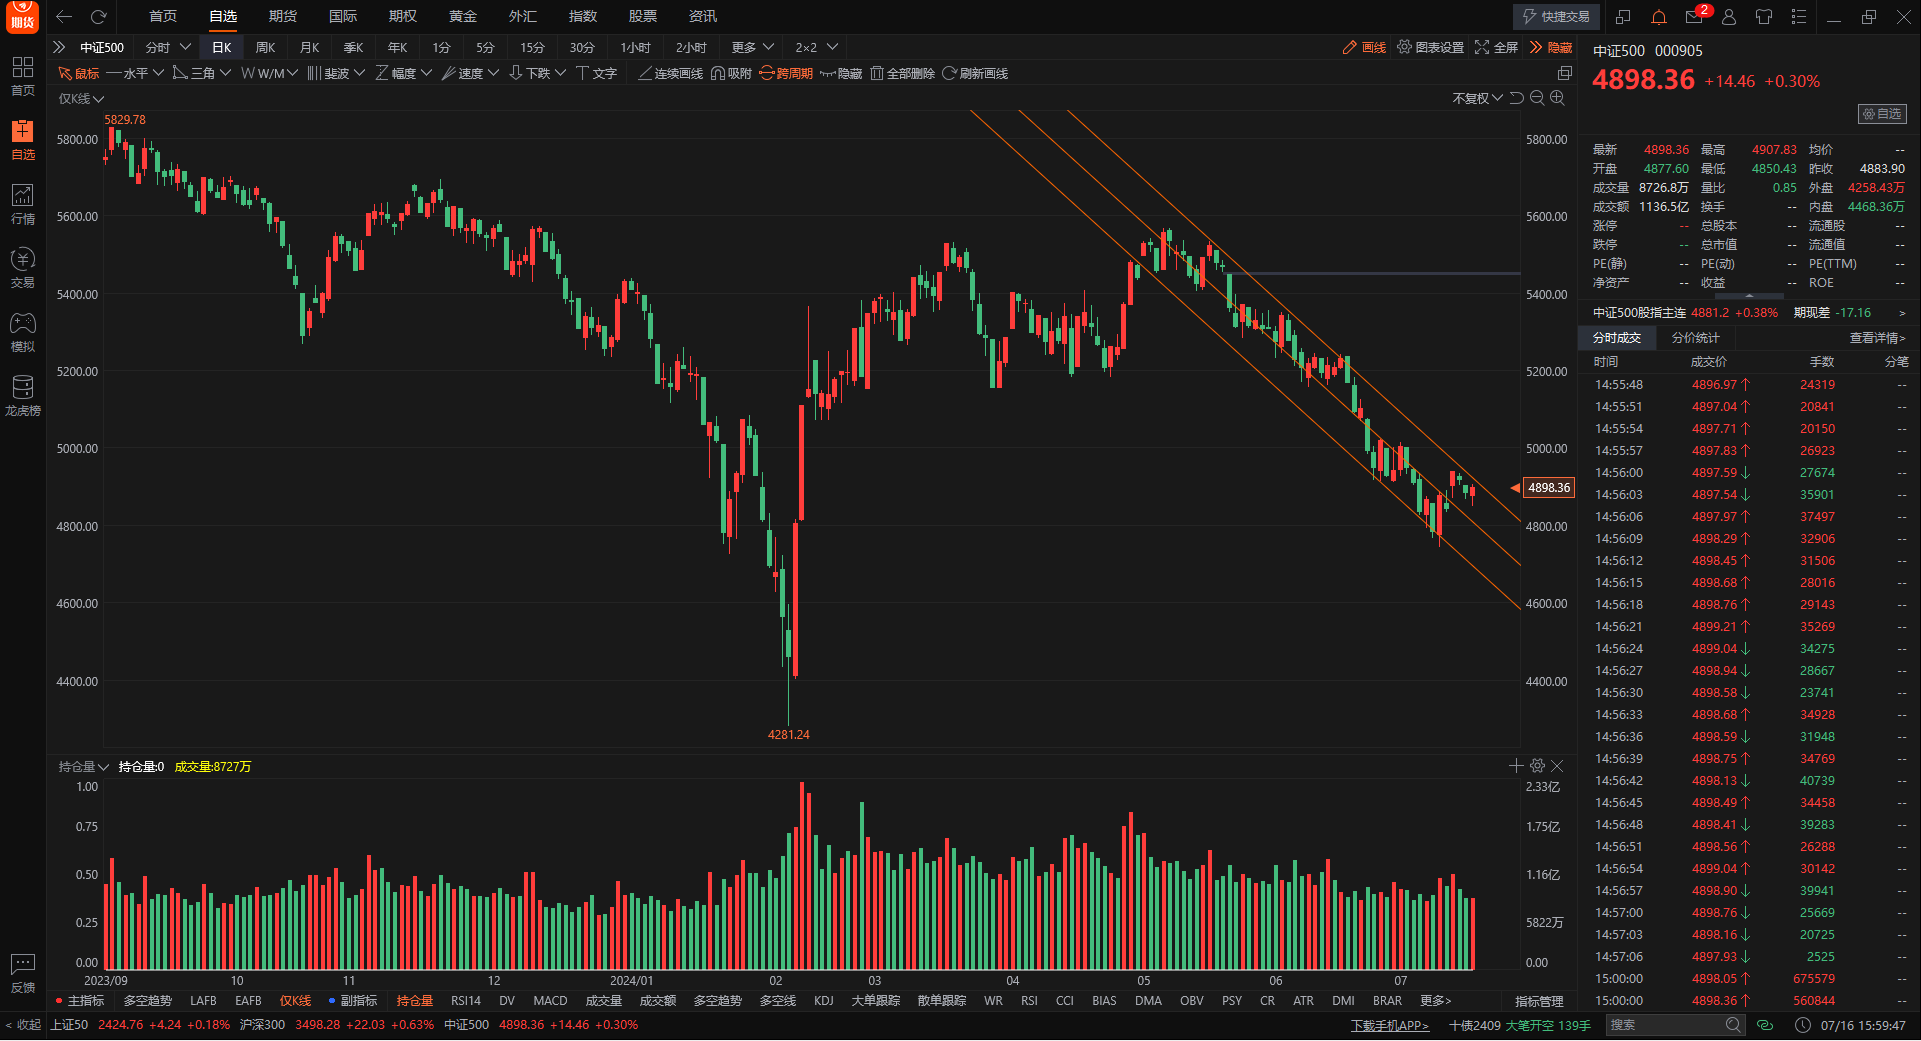 期货 首页 自选 期货 国际 期权 黄金 外汇 指数 股票 资讯 快捷交易 2
中证500 分时 日K 周K 月K 季K 年K 1分 5分 15分 30分 1小时 2小时 更多 2×2 画线 图表设置 全屏 隐藏
鼠标 水平 三角 W/M 斐波 幅度 速度 下跌 文字 连续画线 吸附 跨周期 隐藏 全部删除 刷新画线
仅K线 不复权
首页
自选
行情
交易
模拟
龙虎榜
反馈
< 收起
5829.78
5800.00 5800.00
5600.00 5600.00
5400.00 5400.00
5200.00 5200.00
5000.00 5000.00
4898.36
4800.00 4800.00
4600.00 4600.00
4400.00 4400.00
4281.24
持仓量 持仓量:0 成交量:8727万
1.00 2.33亿
0.75 1.75亿
0.50 1.16亿
0.25 5822万
0.00 0.00
2023/09 10 11 12 2024/01 02 03 04 05 06 07
主指标 多空趋势 LAFB EAFB 仅K线 副指标 持仓量 RSI14 DV MACD 成交量 成交额 多空趋势 多空线 KDJ 大单跟踪 散单跟踪 WR RSI CCI BIAS DMA OBV PSY CR ATR DMI BRAR 更多> 指标管理
中证500 000905
4898.36 +14.46 +0.30%
自选
最新 4898.36 最高 4907.83 均价 --
开盘 4877.60 最低 4850.43 昨收 4883.90
成交量 8726.8万 量比 0.85 外盘 4258.43万
成交额 1136.5亿 换手 -- 内盘 4468.36万
涨停 -- 总股本 -- 流通股 --
跌停 -- 总市值 -- 流通值 --
PE(静) -- PE(动) -- PE(TTM) --
净资产 -- 收益 -- ROE --
中证500股指主连 4881.2 +0.38% 期现差 -17.16 >
分时成交 分价统计 查看详情>
时间 成交价 手数 分笔
14:55:48 4896.97↑ 24319 --
14:55:51 4897.04↑ 20841 --
14:55:54 4897.71↑ 20150 --
14:55:57 4897.83↑ 26923 --
14:56:00 4897.59↓ 27674 --
14:56:03 4897.54↓ 35901 --
14:56:06 4897.97↑ 37497 --
14:56:09 4898.29↑ 32906 --
14:56:12 4898.45↑ 31506 --
14:56:15 4898.68↑ 28016 --
14:56:18 4898.76↑ 29143 --
14:56:21 4899.21↑ 35269 --
14:56:24 4899.04↓ 34275 --
14:56:27 4898.94↓ 28667 --
14:56:30 4898.58↓ 23741 --
14:56:33 4898.68↑ 34928 --
14:56:36 4898.59↓ 31948 --
14:56:39 4898.75↑ 34769 --
14:56:42 4898.13↓ 40739 --
14:56:45 4898.49↑ 34458 --
14:56:48 4898.41↓ 39283 --
14:56:51 4898.56↑ 26288 --
14:56:54 4899.04↑ 30142 --
14:56:57 4898.90↓ 39941 --
14:57:00 4898.76↓ 25669 --
14:57:03 4898.16↓ 20725 --
14:57:06 4897.93↓ 2525 --
15:00:00 4898.05↑ 675579 --
15:00:00 4898.36↑ 560844 --
上证50 2424.76 +4.24 +0.18% 沪深300 3498.28 +22.03 +0.63% 中证500 4898.36 +14.46 +0.30% 下载手机APP> 十债2409 大笔开空 139手 搜索 07/16 15:59:47